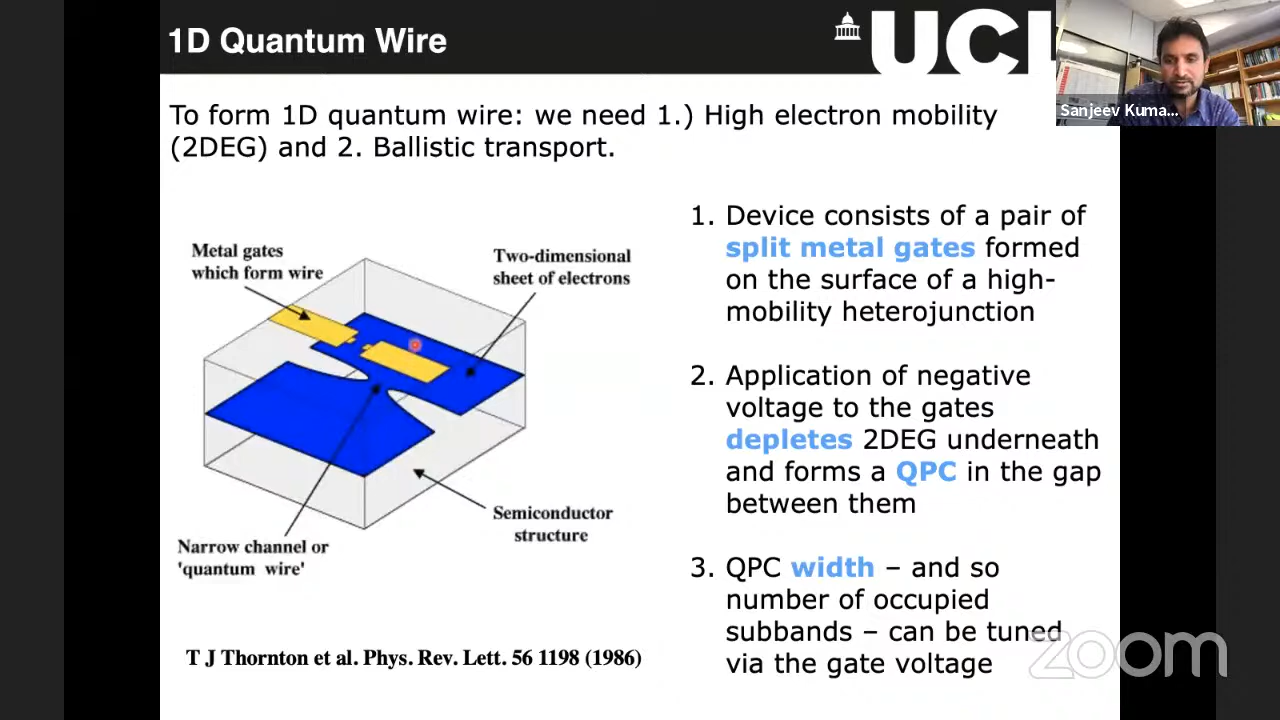 1D Quantum Wire
UCL
Sanjeev Kuma...
To form 1D quantum wire: we need 1.) High electron mobility
(2DEG) and 2. Ballistic transport.
Metal gates
which form wire
Two-dimensional
sheet of electrons
Semiconductor
structure
Narrow channel or
'quantum wire'
T J Thornton et al. Phys. Rev. Lett. 56 1198 (1986)
1. Device consists of a pair of
split metal gates formed
on the surface of a high-
mobility heterojunction
2. Application of negative
voltage to the gates
depletes 2DEG underneath
and forms a QPC in the gap
between them
3. QPC width – and so
number of occupied
subbands – can be tuned
via the gate voltage
zoom